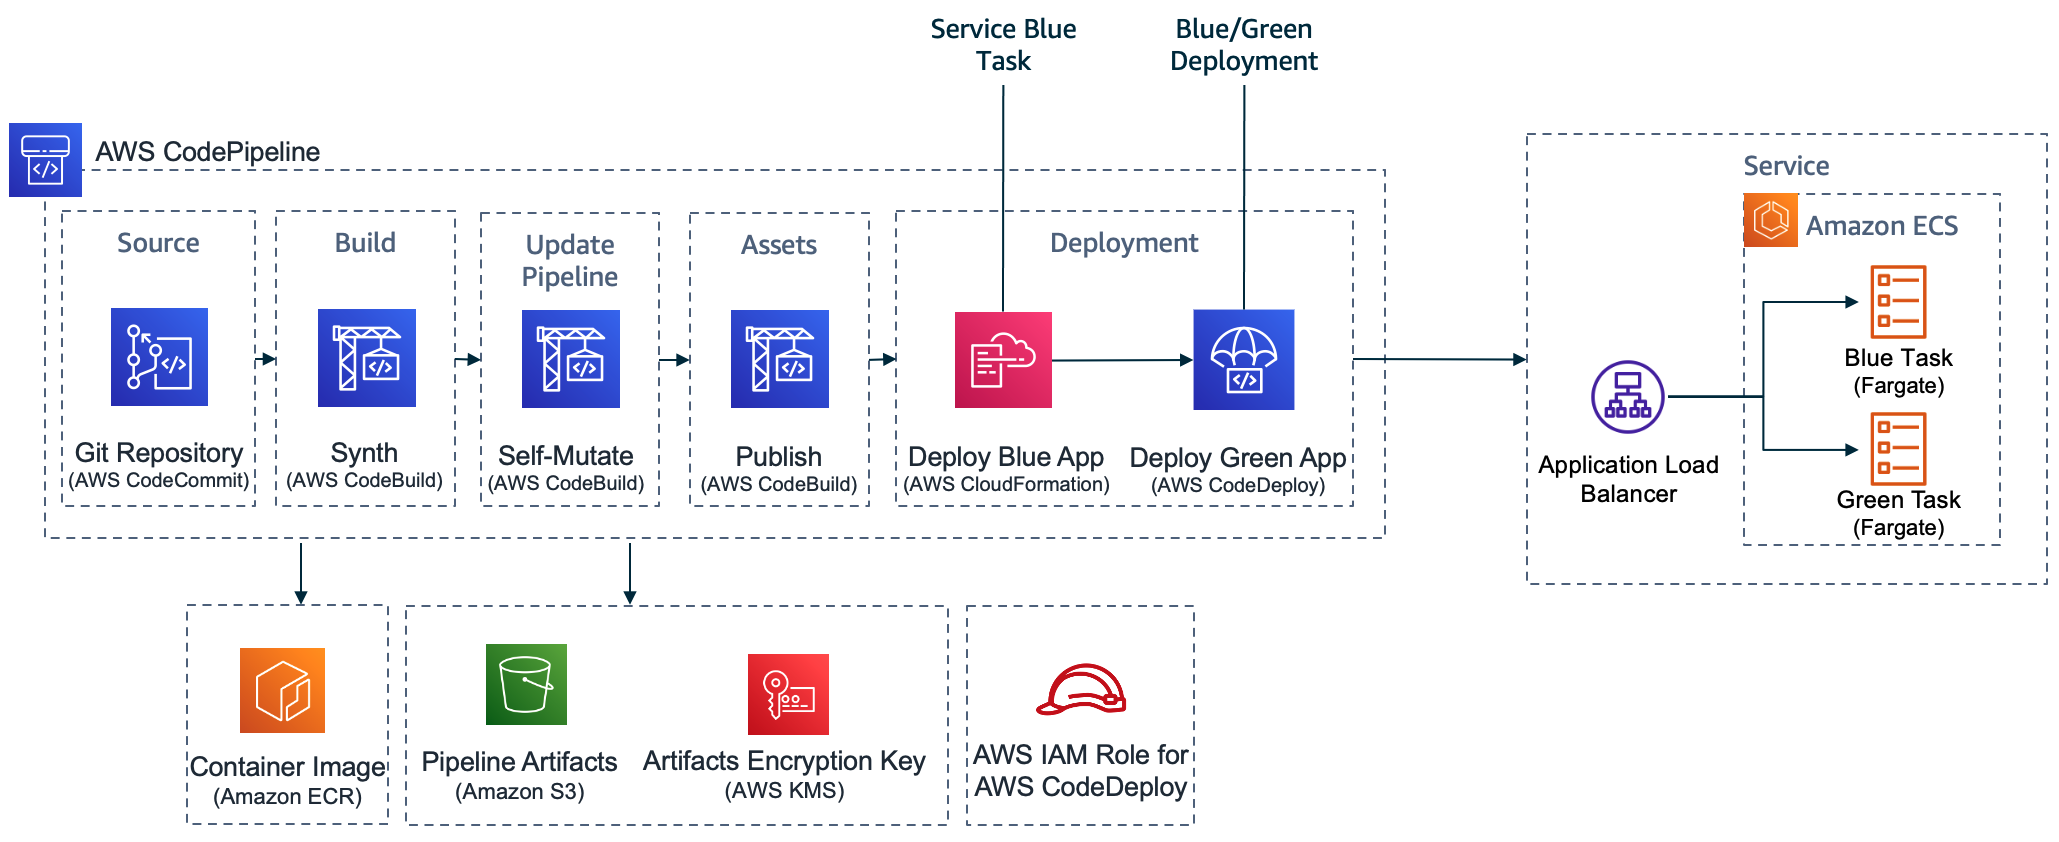 Service Blue
Task
Blue/Green
Deployment
AWS CodePipeline
Source
Git Repository
(AWS CodeCommit)
Build
Synth
(AWS CodeBuild)
Update
Pipeline
Self-Mutate
(AWS CodeBuild)
Assets
Publish
(AWS CodeBuild)
Deployment
Deploy Blue App
(AWS CloudFormation)
Deploy Green App
(AWS CodeDeploy)
Service
Amazon ECS
Application Load
Balancer
Blue Task
(Fargate)
Green Task
(Fargate)
Container Image
(Amazon ECR)
Pipeline Artifacts
(Amazon S3)
Artifacts Encryption Key
(AWS KMS)
AWS IAM Role for
AWS CodeDeploy